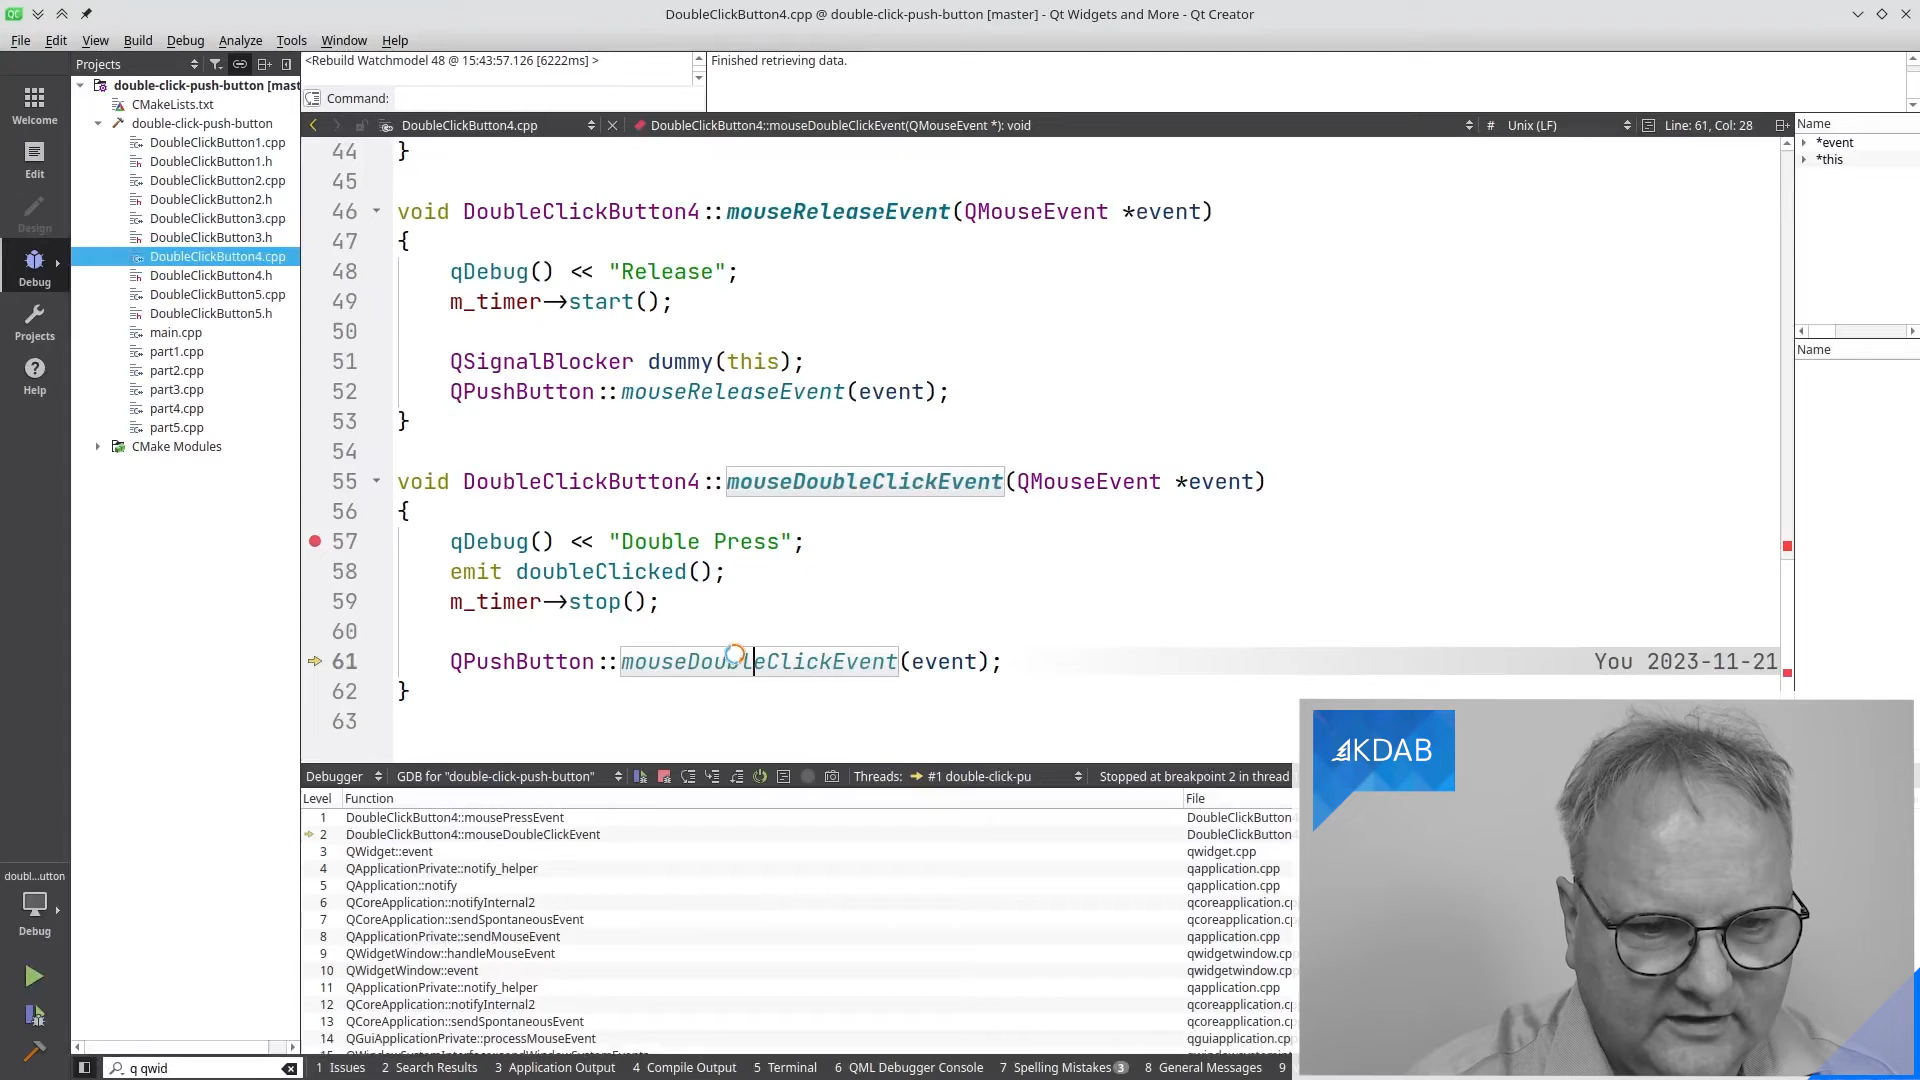 DoubleClickButton4.cpp @ double-click-push-button [master] - Qt Widgets and More - Qt Creator
File Edit View Build Debug Analyze Tools Window Help
Projects
<Rebuild Watchmodel 48 @ 15:43:57.126 [6222ms] >
Finished retrieving data.
Command:
DoubleClickButton4.cpp
DoubleClickButton4::mouseDoubleClickEvent(QMouseEvent *): void
# Unix (LF)
Line: 61, Col: 28
Welcome
Edit
Design
Debug
Projects
Help
doubl...utton
Debug
double-click-push-button [mast
CMakeLists.txt
double-click-push-button
DoubleClickButton1.cpp
DoubleClickButton1.h
DoubleClickButton2.cpp
DoubleClickButton2.h
DoubleClickButton3.cpp
DoubleClickButton3.h
DoubleClickButton4.cpp
DoubleClickButton4.h
DoubleClickButton5.cpp
DoubleClickButton5.h
main.cpp
part1.cpp
part2.cpp
part3.cpp
part4.cpp
part5.cpp
CMake Modules
44 }
45
46 void DoubleClickButton4::mouseReleaseEvent(QMouseEvent *event)
47 {
48 qDebug() << "Release";
49 m_timer->start();
50
51 QSignalBlocker dummy(this);
52 QPushButton::mouseReleaseEvent(event);
53 }
54
55 void DoubleClickButton4::mouseDoubleClickEvent(QMouseEvent *event)
56 {
57 qDebug() << "Double Press";
58 emit doubleClicked();
59 m_timer->stop();
60
61 QPushButton::mouseDoubleClickEvent(event); You 2023-11-21
62 }
63
Name
*event
*this
Name
Debugger GDB for "double-click-push-button" Threads: #1 double-click-pu Stopped at breakpoint 2 in thread
Level Function File
1 DoubleClickButton4::mousePressEvent DoubleClickButton
2 DoubleClickButton4::mouseDoubleClickEvent DoubleClickButton
3 QWidget::event qwidget.cpp
4 QApplicationPrivate::notify_helper qapplication.cpp
5 QApplication::notify qapplication.cpp
6 QCoreApplication::notifyInternal2 qcoreapplication.c
7 QCoreApplication::sendSpontaneousEvent qcoreapplication.cp
8 QApplicationPrivate::sendMouseEvent qapplication.cpp
9 QWidgetWindow::handleMouseEvent qwidgetwindow.cp
10 QWidgetWindow::event qwidgetwindow.cp
11 QApplicationPrivate::notify_helper qapplication.cpp
12 QCoreApplication::notifyInternal2 qcoreapplication.c
13 QCoreApplication::sendSpontaneousEvent qcoreapplication.cp
14 QGuiApplicationPrivate::processMouseEvent qguiapplication.cp
KDAB
q qwid
1 Issues 2 Search Results 3 Application Output 4 Compile Output 5 Terminal 6 QML Debugger Console 7 Spelling Mistakes 3 8 General Messages 9